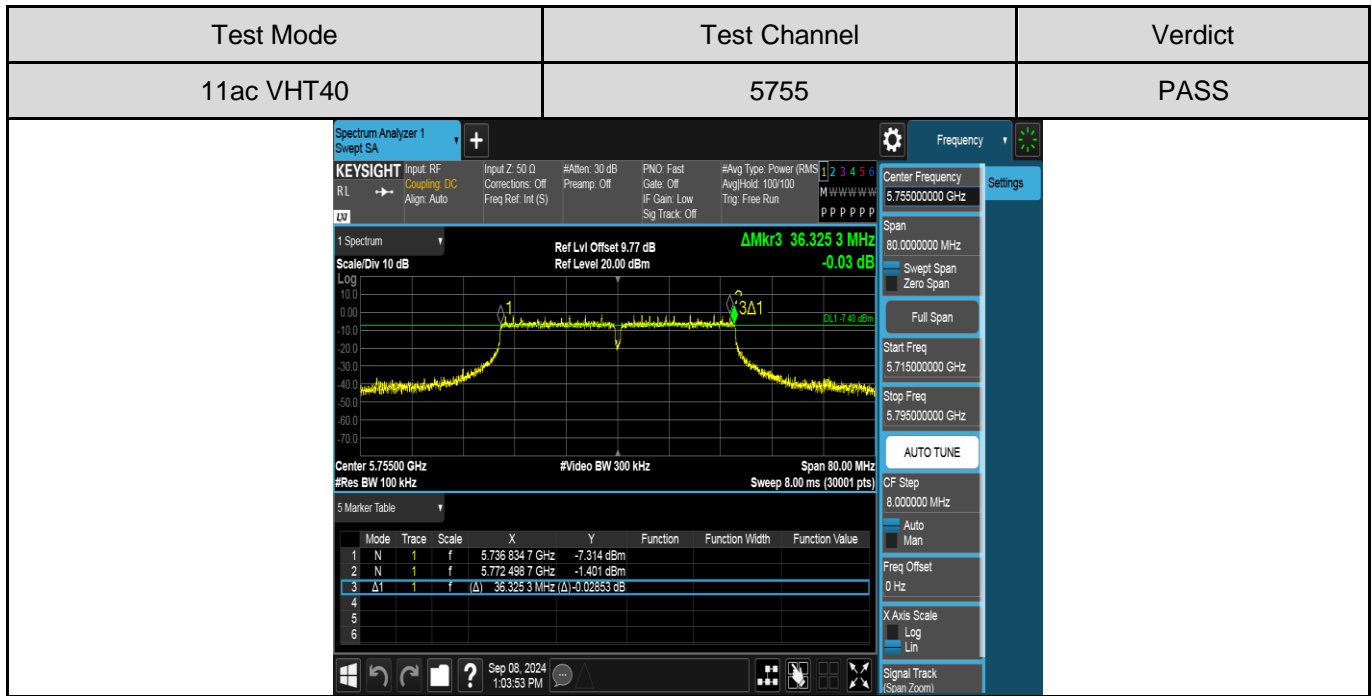 Test Mode Test Channel Verdict
11ac VHT40 5755 PASS
Spectrum Analyzer 1
Swept SA
+
Frequency
KEYSIGHT Input: RF Input Z: 50 Ω #Atten: 30 dB PNO: Fast #Avg Type: Power (RMS 1 2 3 4 5 6
RL Coupling: DC Corrections: Off Preamp: Off Gate: Off Avg|Hold: 100/100 M W W W W W
Align: Auto Freq Ref: Int (S) IF Gain: Low Trig: Free Run
LXI Sig Track: Off P P P P P P
1 Spectrum Ref Lvl Offset 9.77 dB ΔMkr3 36.325 3 MHz
Scale/Div 10 dB Ref Level 20.00 dBm -0.03 dB
Log
10.0
0.00
-10.0
-20.0
-30.0
-40.0
-50.0
-60.0
-70.0
1
3Δ1
DL1 -7.40 dBm
Center 5.75500 GHz #Video BW 300 kHz Span 80.00 MHz
#Res BW 100 kHz Sweep 8.00 ms (30001 pts)
5 Marker Table
Mode Trace Scale X Y Function Function Width Function Value
1 N 1 f 5.736 834 7 GHz -7.314 dBm
2 N 1 f 5.772 498 7 GHz -1.401 dBm
3 Δ1 1 f (Δ) 36.325 3 MHz (Δ) -0.02853 dB
4
5
6
? Sep 08, 2024
1:03:53 PM
Center Frequency
5.755000000 GHz
Settings
Span
80.0000000 MHz
Swept Span
Zero Span
Full Span
Start Freq
5.715000000 GHz
Stop Freq
5.795000000 GHz
AUTO TUNE
CF Step
8.000000 MHz
Auto
Man
Freq Offset
0 Hz
X Axis Scale
Log
Lin
Signal Track
(Span Zoom)